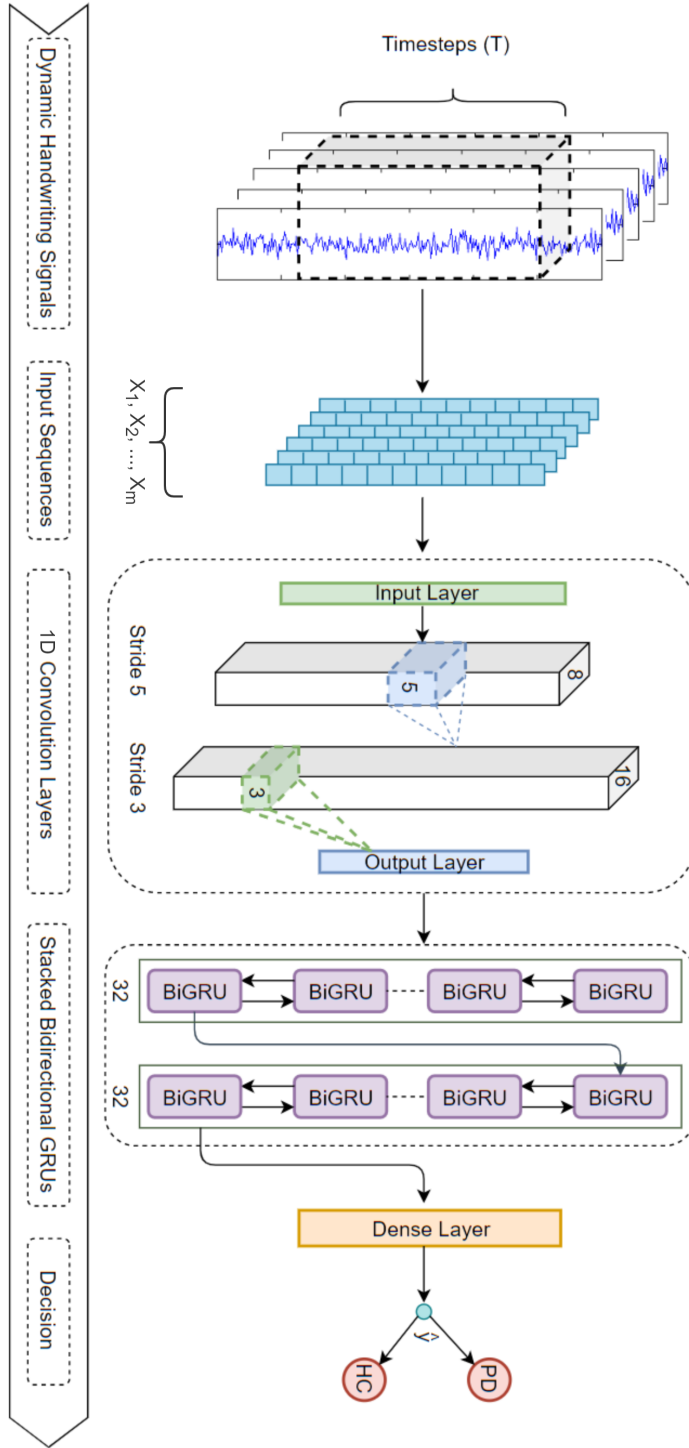 Timesteps (T)
Dynamic Handwriting Signals
X1, X2, ..., Xm
Input Sequences
Input Layer
8
5
Stride 5
16
3
Stride 3
Output Layer
1D Convolution Layers
BiGRU BiGRU BiGRU BiGRU
32
BiGRU BiGRU BiGRU BiGRU
32
Stacked Bidirectional GRUs
Dense Layer
ŷ
HC
PD
Decision